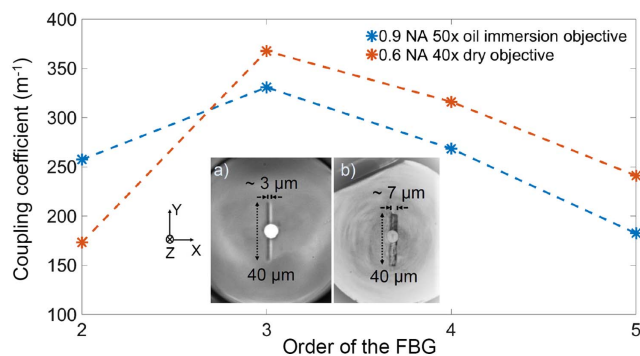 400
350
300
250
200
150
100
Coupling coefficient (m⁻¹)
0.9 NA 50x oil immersion objective
0.6 NA 40x dry objective
a)
~ 3 µm
40 µm
b)
~ 7 µm
40 µm
Y
Z
X
2 3 4 5
Order of the FBG